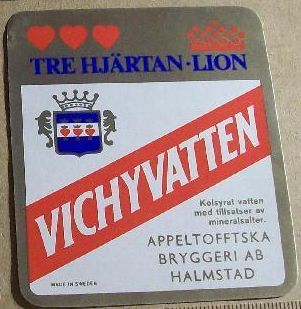 TRE HJÄRTAN·LION
VICHYVATTEN
Kolsyrat vatten
med tillsatser av
mineralsalter.
APPELTOFFTSKA
BRYGGERI AB
HALMSTAD
MADE IN SWEDEN